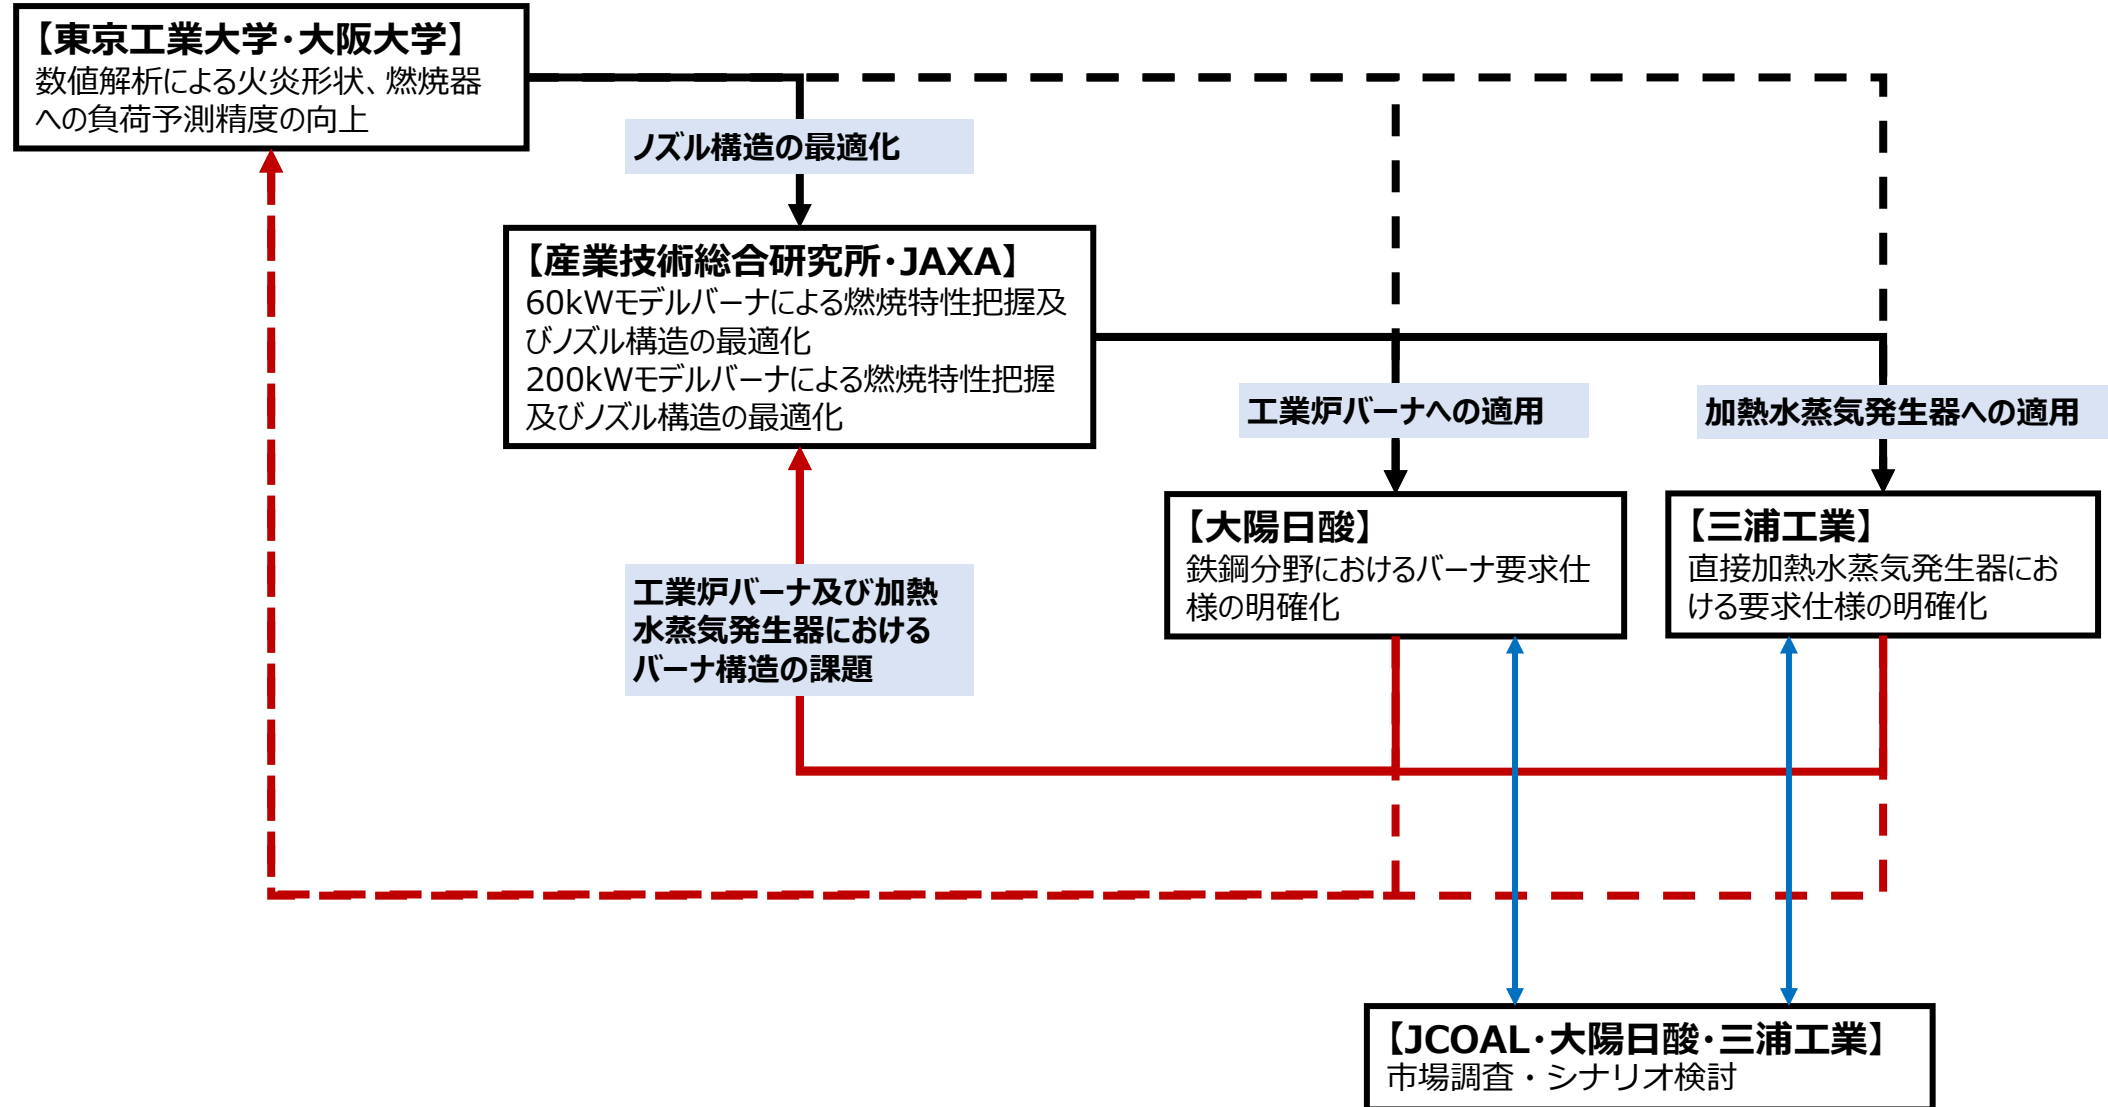 【東京工業大学・大阪大学】
数値解析による火炎形状、燃焼器
への負荷予測精度の向上
ノズル構造の最適化
【産業技術総合研究所・JAXA】
60kWモデルバーナによる燃焼特性把握及
びノズル構造の最適化
200kWモデルバーナによる燃焼特性把握
及びノズル構造の最適化
工業炉バーナへの適用
加熱水蒸気発生器への適用
【大陽日酸】
鉄鋼分野におけるバーナ要求仕
様の明確化
【三浦工業】
直接加熱水蒸気発生器にお
ける要求仕様の明確化
工業炉バーナ及び加熱
水蒸気発生器における
バーナ構造の課題
【JCOAL・大陽日酸・三浦工業】
市場調査・シナリオ検討